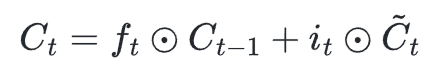 C_t = f_t ⊙ C_{t−1} + i_t ⊙ C̃_t